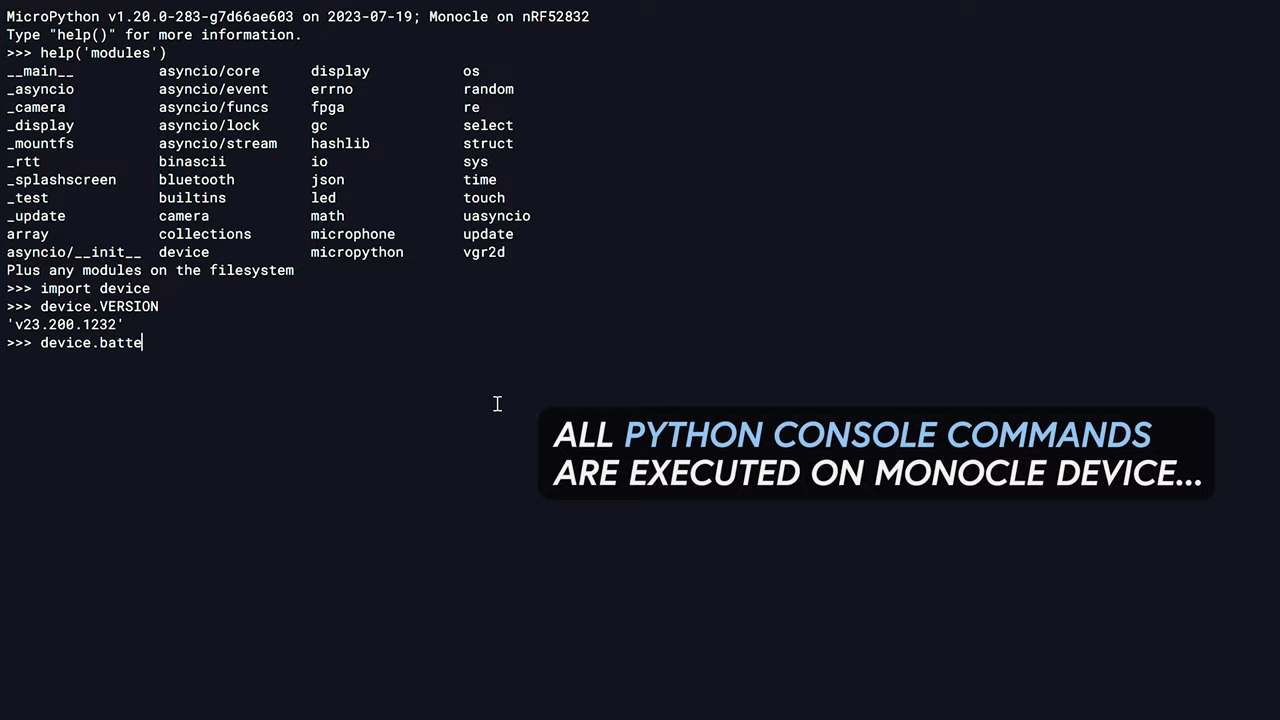 MicroPython v1.20.0-283-g7d66ae603 on 2023-07-19; Monocle on nRF52832
Type "help()" for more information.
>>> help('modules')
__main__ asyncio/core display os
_asyncio asyncio/event errno random
_camera asyncio/funcs fpga re
_display asyncio/lock gc select
_mountfs asyncio/stream hashlib struct
_rtt binascii io sys
_splashscreen bluetooth json time
_test builtins led touch
_update camera math uasyncio
array collections microphone update
asyncio/__init__ device micropython vgr2d
Plus any modules on the filesystem
>>> import device
>>> device.VERSION
'v23.200.1232'
>>> device.batte
ALL PYTHON CONSOLE COMMANDS
ARE EXECUTED ON MONOCLE DEVICE...